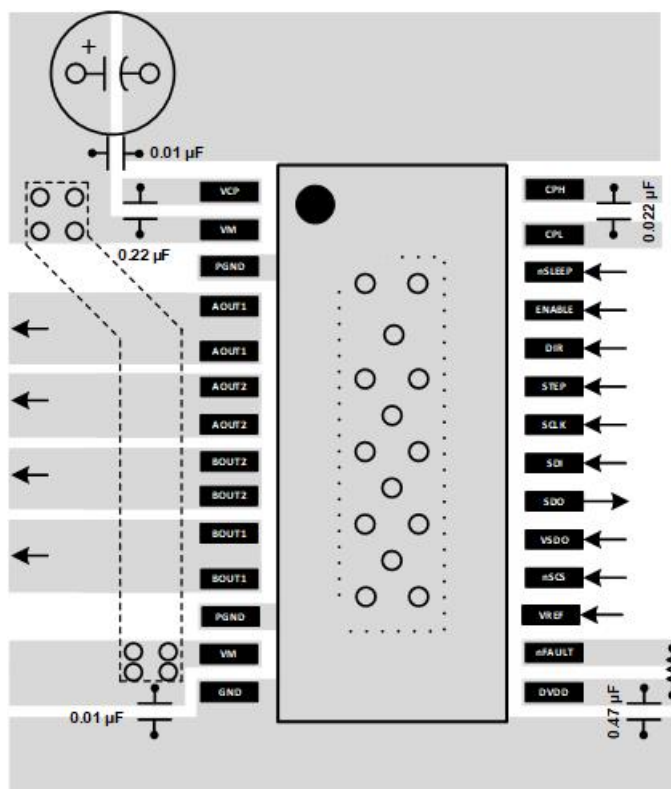 +
0.01 µF
VCP
CPH
0.022 µF
0.22 µF
VM
CPL
PGND
nSLEEP
AOUT1
ENABLE
AOUT1
DIR
AOUT2
STEP
AOUT2
SCLK
BOUT2
SDI
BOUT2
SDO
BOUT1
VSDO
BOUT1
nSCS
PGND
VREF
VM
nFAULT
GND
DVDD
0.01 µF
0.47 µF